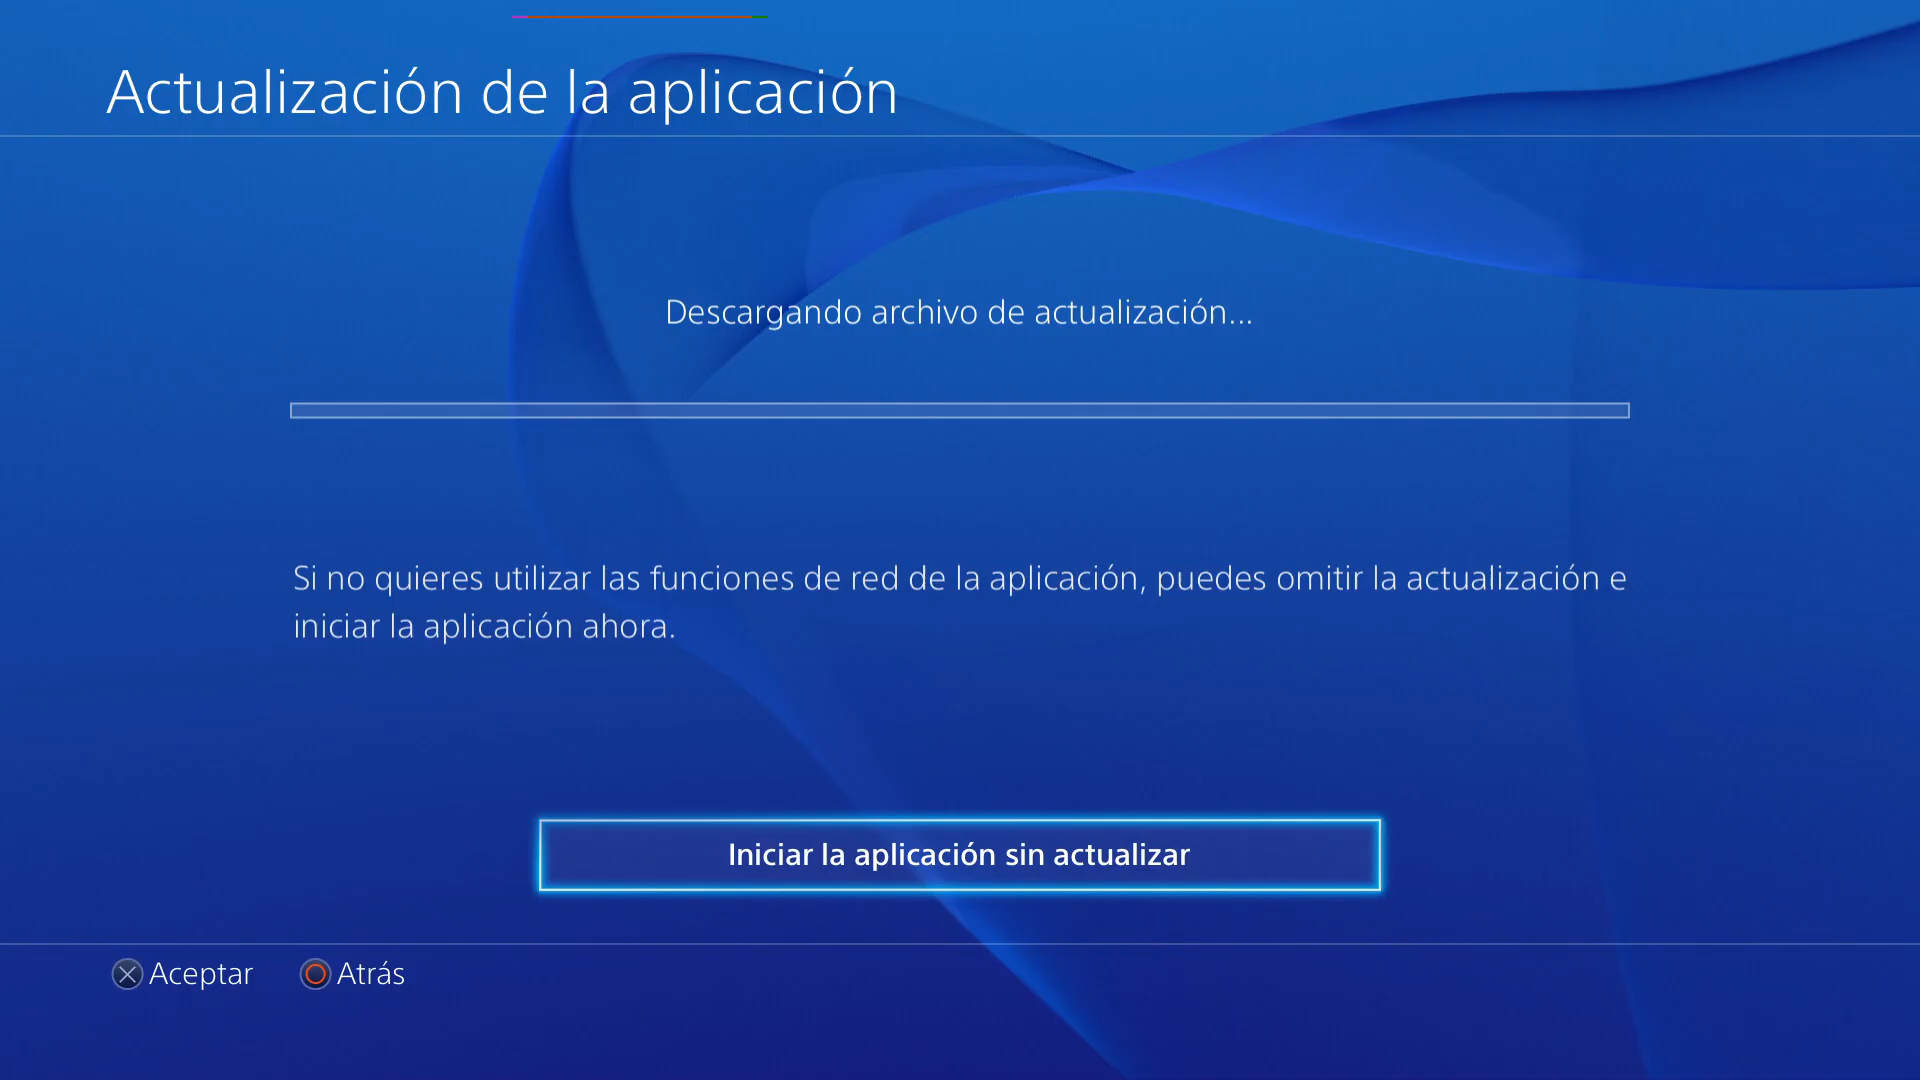 Actualización de la aplicación
Descargando archivo de actualización...
Si no quieres utilizar las funciones de red de la aplicación, puedes omitir la actualización e
iniciar la aplicación ahora.
Iniciar la aplicación sin actualizar
Aceptar Atrás